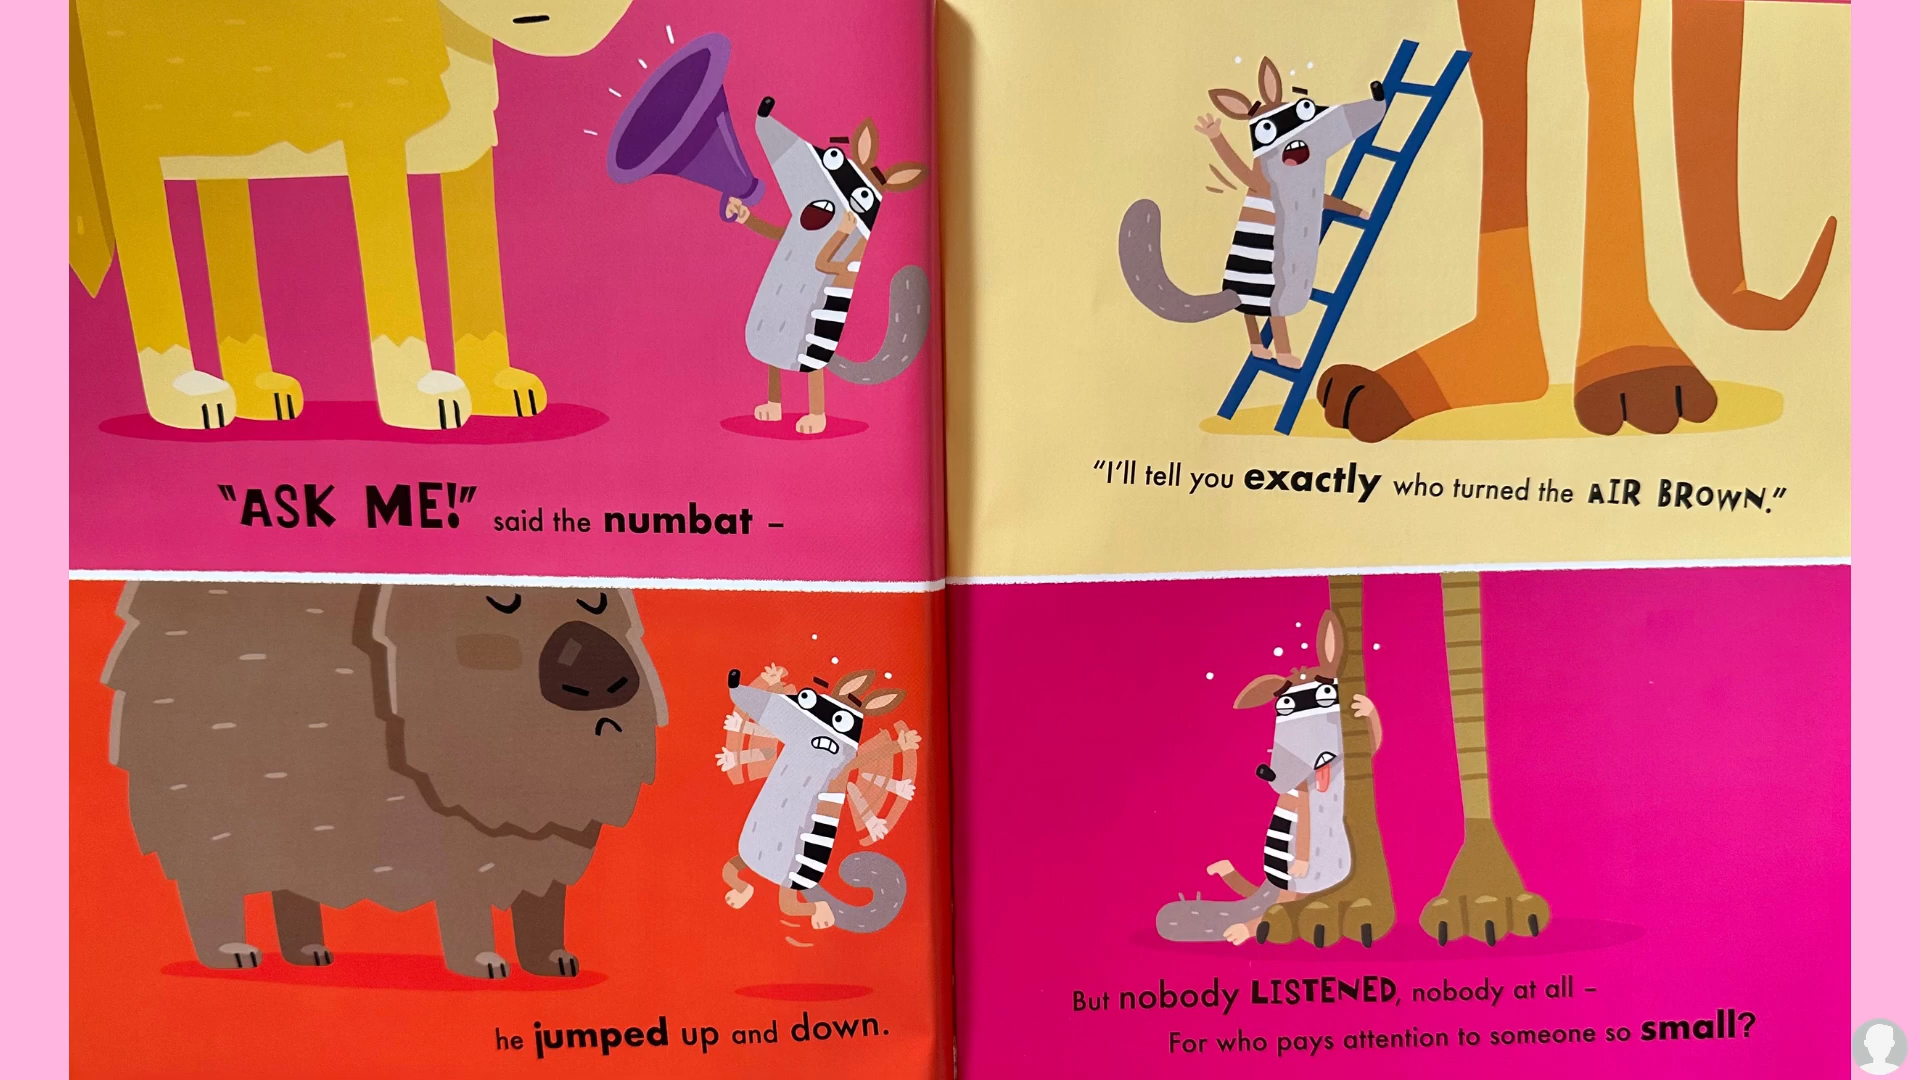 "ASK ME!" said the numbat –
he jumped up and down.
"I'll tell you exactly who turned the AIR BROWN."
But nobody LISTENED, nobody at all –
For who pays attention to someone so small?